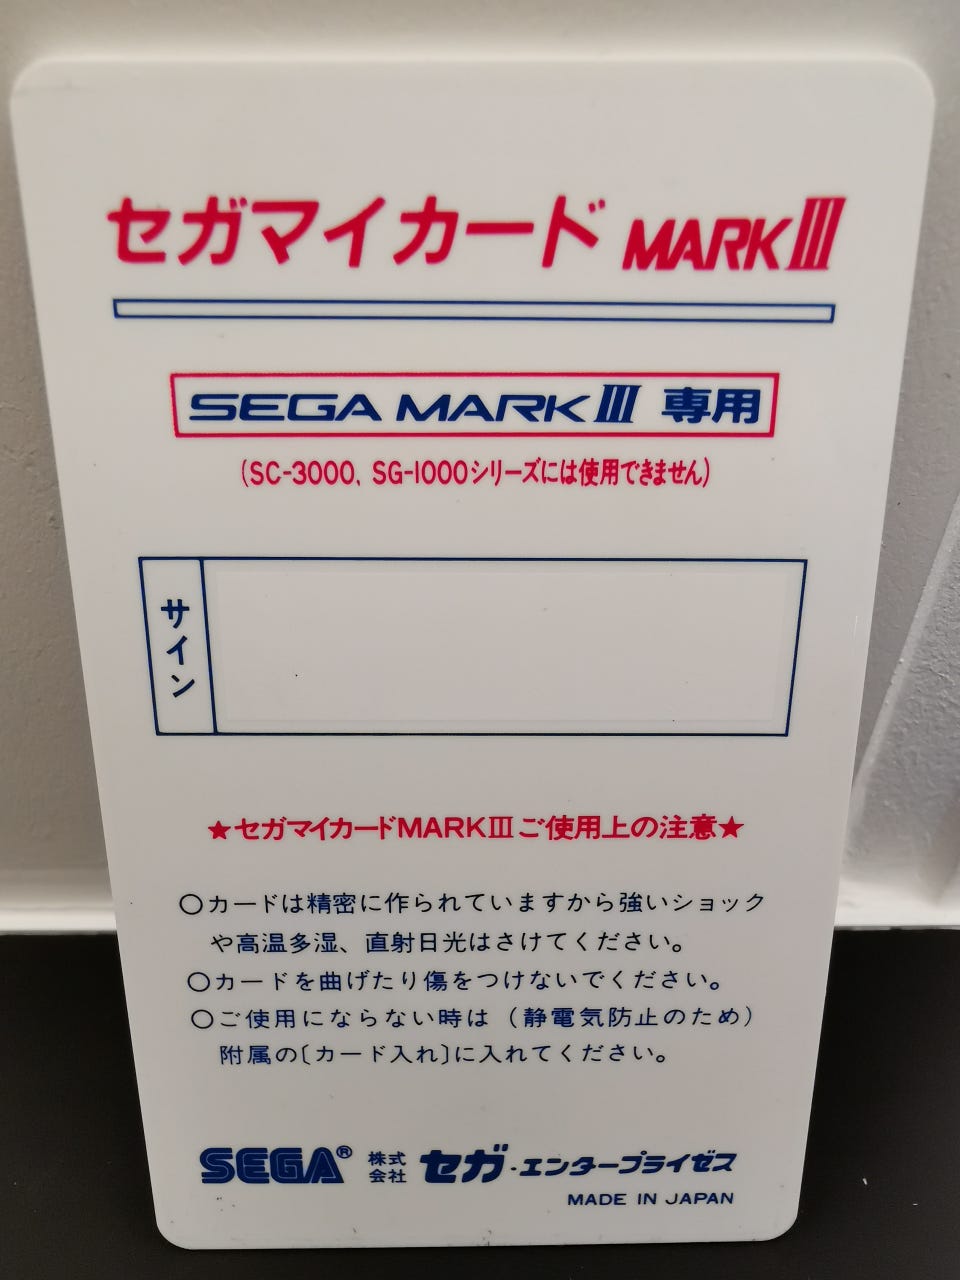 セガマイカード MARK III
SEGA MARK III 専用
(SC-3000, SG-1000シリーズには使用できません)
サイン
★セガマイカードMARKⅢご使用上の注意★
○カードは精密に作られていますから強いショック
や高温多湿、直射日光はさけてください。
○カードを曲げたり傷をつけないでください。
○ご使用にならない時は(静電気防止のため)
附属の〔カード入れ〕に入れてください。
SEGA® 株式会社 セガ・エンタープライゼス
MADE IN JAPAN